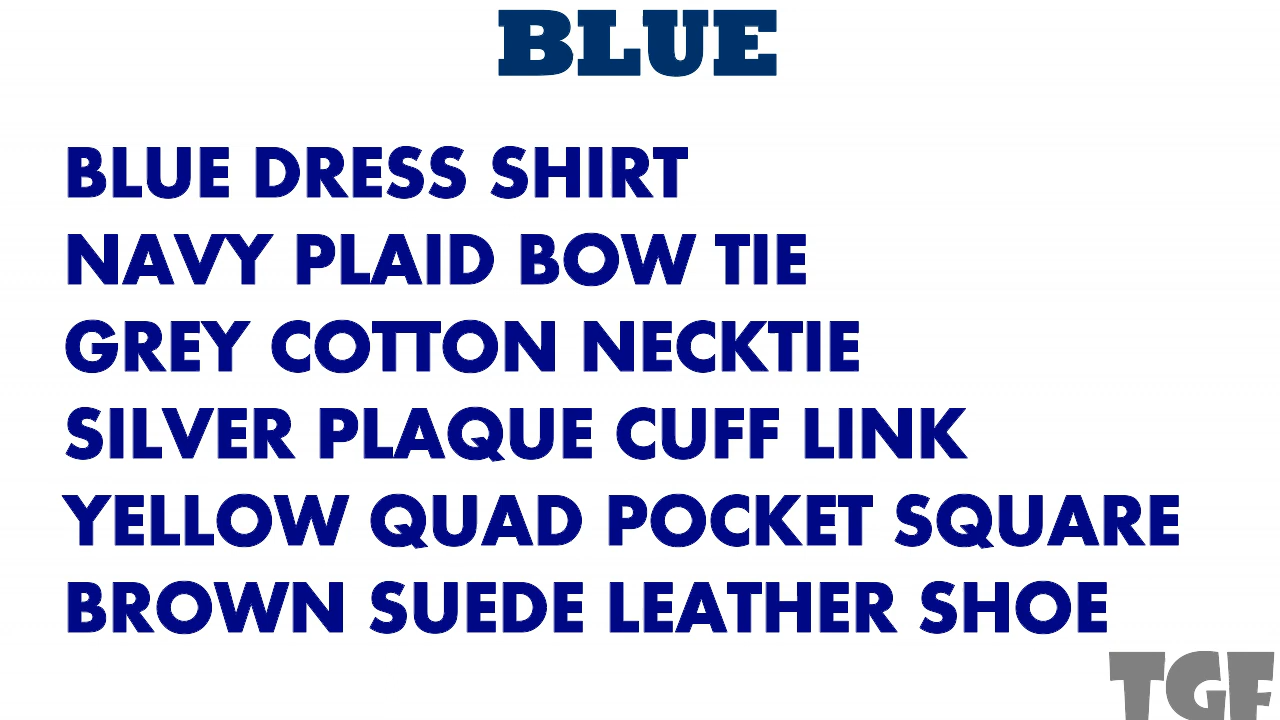 BLUE
BLUE DRESS SHIRT
NAVY PLAID BOW TIE
GREY COTTON NECKTIE
SILVER PLAQUE CUFF LINK
YELLOW QUAD POCKET SQUARE
BROWN SUEDE LEATHER SHOE
TGF